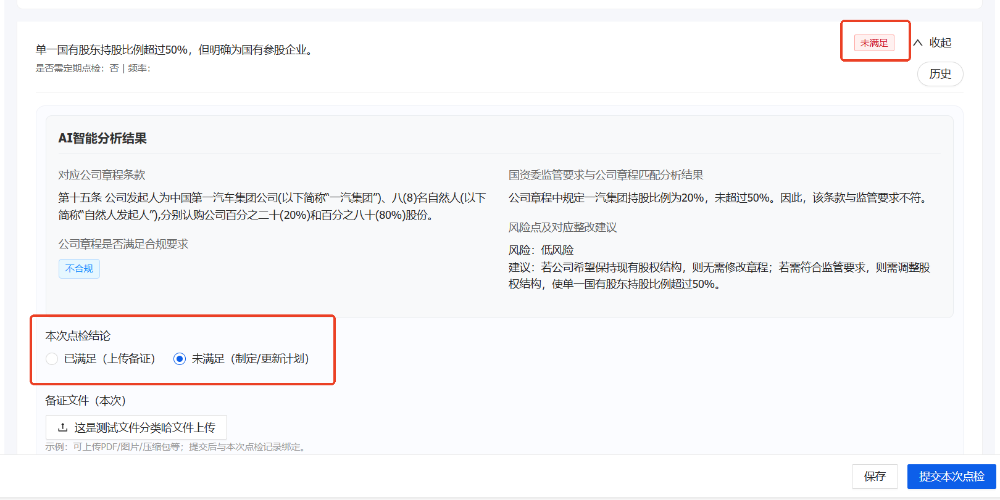 单一国有股东持股比例超过50%，但明确为国有参股企业。
未满足
收起
是否需定期点检：否 | 频率：
历史
AI智能分析结果
对应公司章程条款
第十五条 公司发起人为中国第一汽车集团公司(以下简称“一汽集团”)、八(8)名自然人(以下
简称“自然人发起人”),分别认购公司百分之二十(20%)和百分之八十(80%)股份。
公司章程是否满足合规要求
不合规
国资委监管要求与公司章程匹配分析结果
公司章程中规定一汽集团持股比例为20%，未超过50%。因此，该条款与监管要求不符。
风险点及对应整改建议
风险：低风险
建议：若公司希望保持现有股权结构，则无需修改章程；若需符合监管要求，则需调整股
权结构，使单一国有股东持股比例超过50%。
本次点检结论
已满足（上传备证） 未满足（制定/更新计划）
备证文件（本次）
这是测试文件分类哈文件上传
示例：可上传PDF/图片/压缩包等；提交后与本次点检记录绑定。
保存
提交本次点检